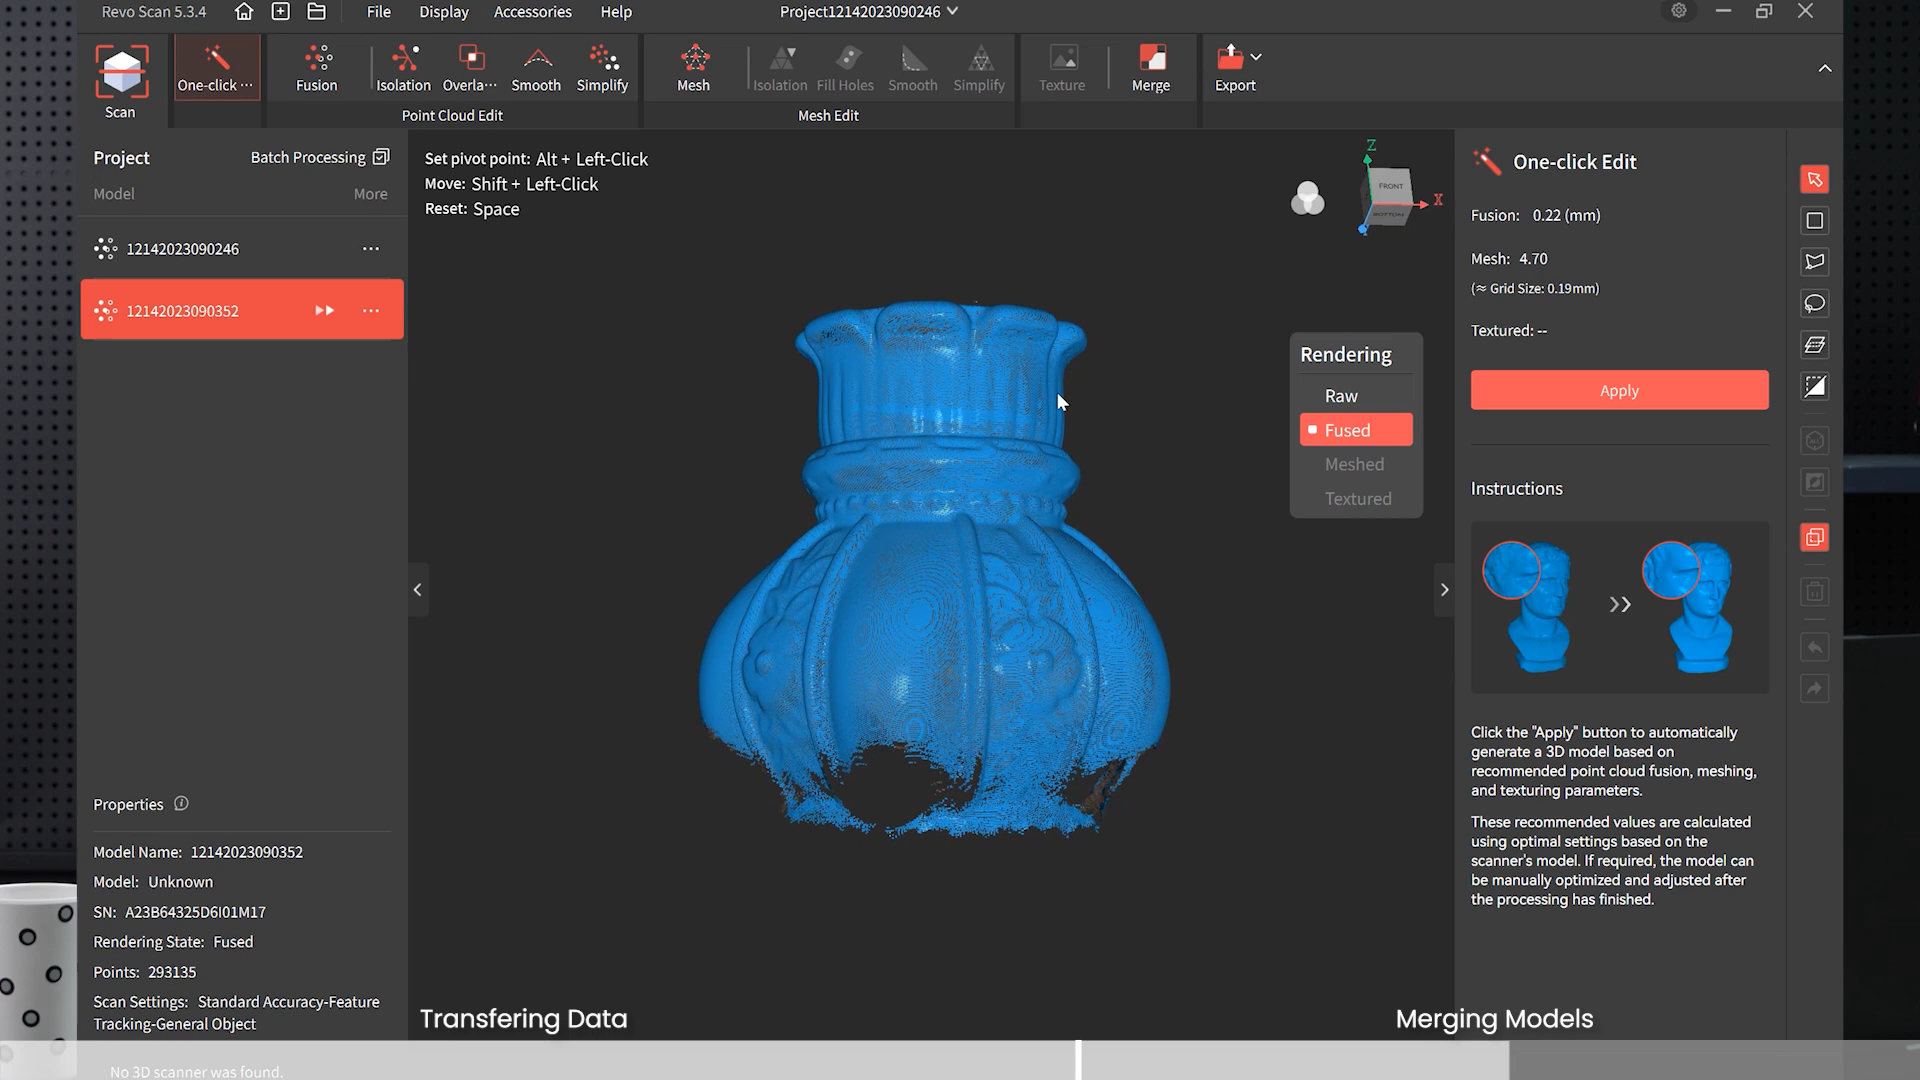 Revo Scan 5.3.4
File
Display
Accessories
Help
Project12142023090246
Scan
One-click ···
Fusion
Isolation
Overla···
Smooth
Simplify
Point Cloud Edit
Mesh
Isolation
Fill Holes
Smooth
Simplify
Mesh Edit
Texture
Merge
Export
Project
Batch Processing
Model
More
12142023090246
12142023090352
Set pivot point: Alt + Left-Click
Move: Shift + Left-Click
Reset: Space
Z
FRONT
BOTTOM
X
Rendering
Raw
Fused
Meshed
Textured
One-click Edit
Fusion: 0.22 (mm)
Mesh: 4.70
(≈ Grid Size: 0.19mm)
Textured: --
Apply
Instructions
Click the "Apply" button to automatically
generate a 3D model based on
recommended point cloud fusion, meshing,
and texturing parameters.
These recommended values are calculated
using optimal settings based on the
scanner's model. If required, the model can
be manually optimized and adjusted after
the processing has finished.
Properties
Model Name: 12142023090352
Model: Unknown
SN: A23B64325D6I01M17
Rendering State: Fused
Points: 293135
Scan Settings: Standard Accuracy-Feature
Tracking-General Object
Transfering Data
Merging Models
No 3D scanner was found.